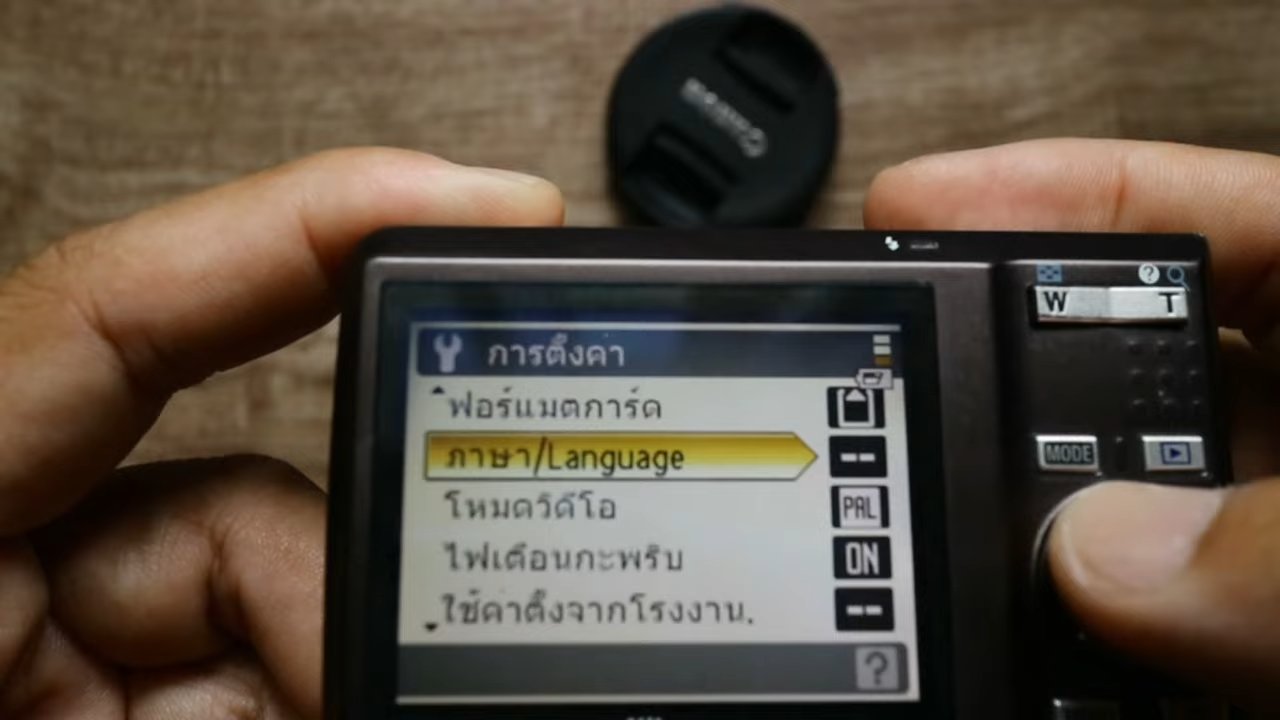 W T
การตั้งค่า
ฟอร์แมตการ์ด
ภาษา/Language --
MODE
โหมดวิดีโอ PAL
ไฟเตือนกะพริบ ON
ใช้ค่าตั้งจากโรงงาน. --
?